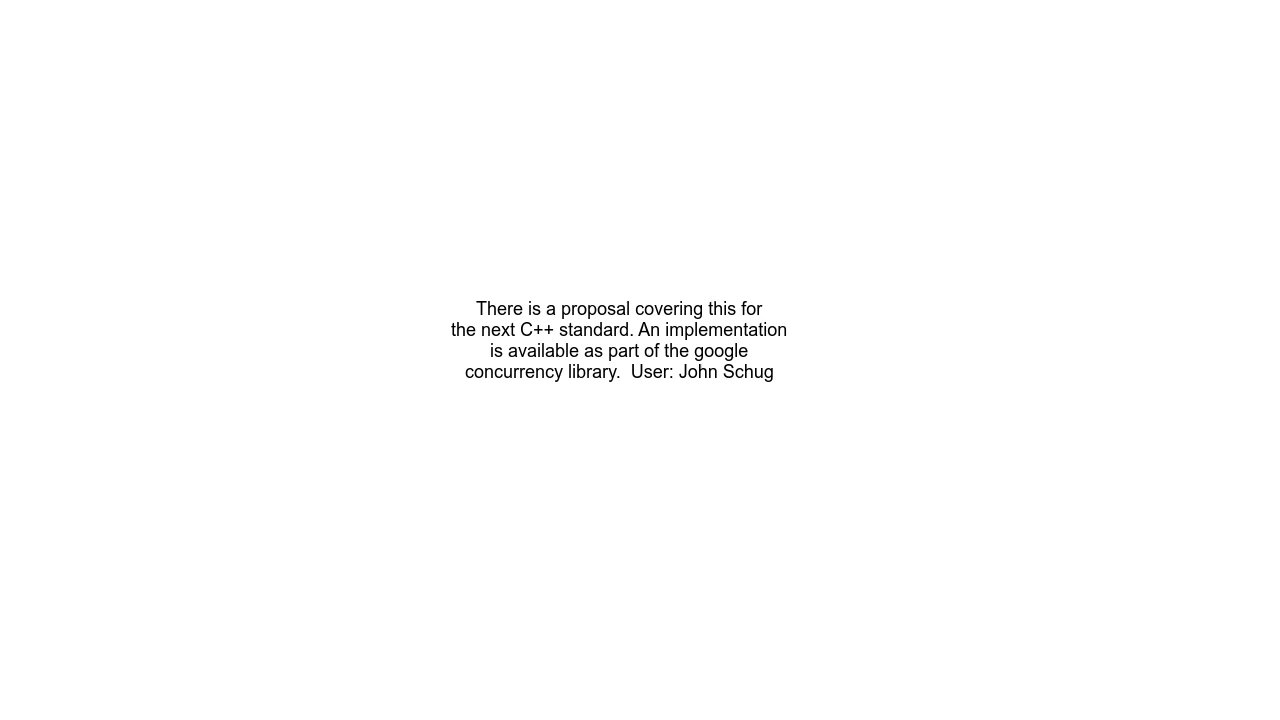 There is a proposal covering this for
the next C++ standard. An implementation
is available as part of the google
concurrency library.  User: John Schug